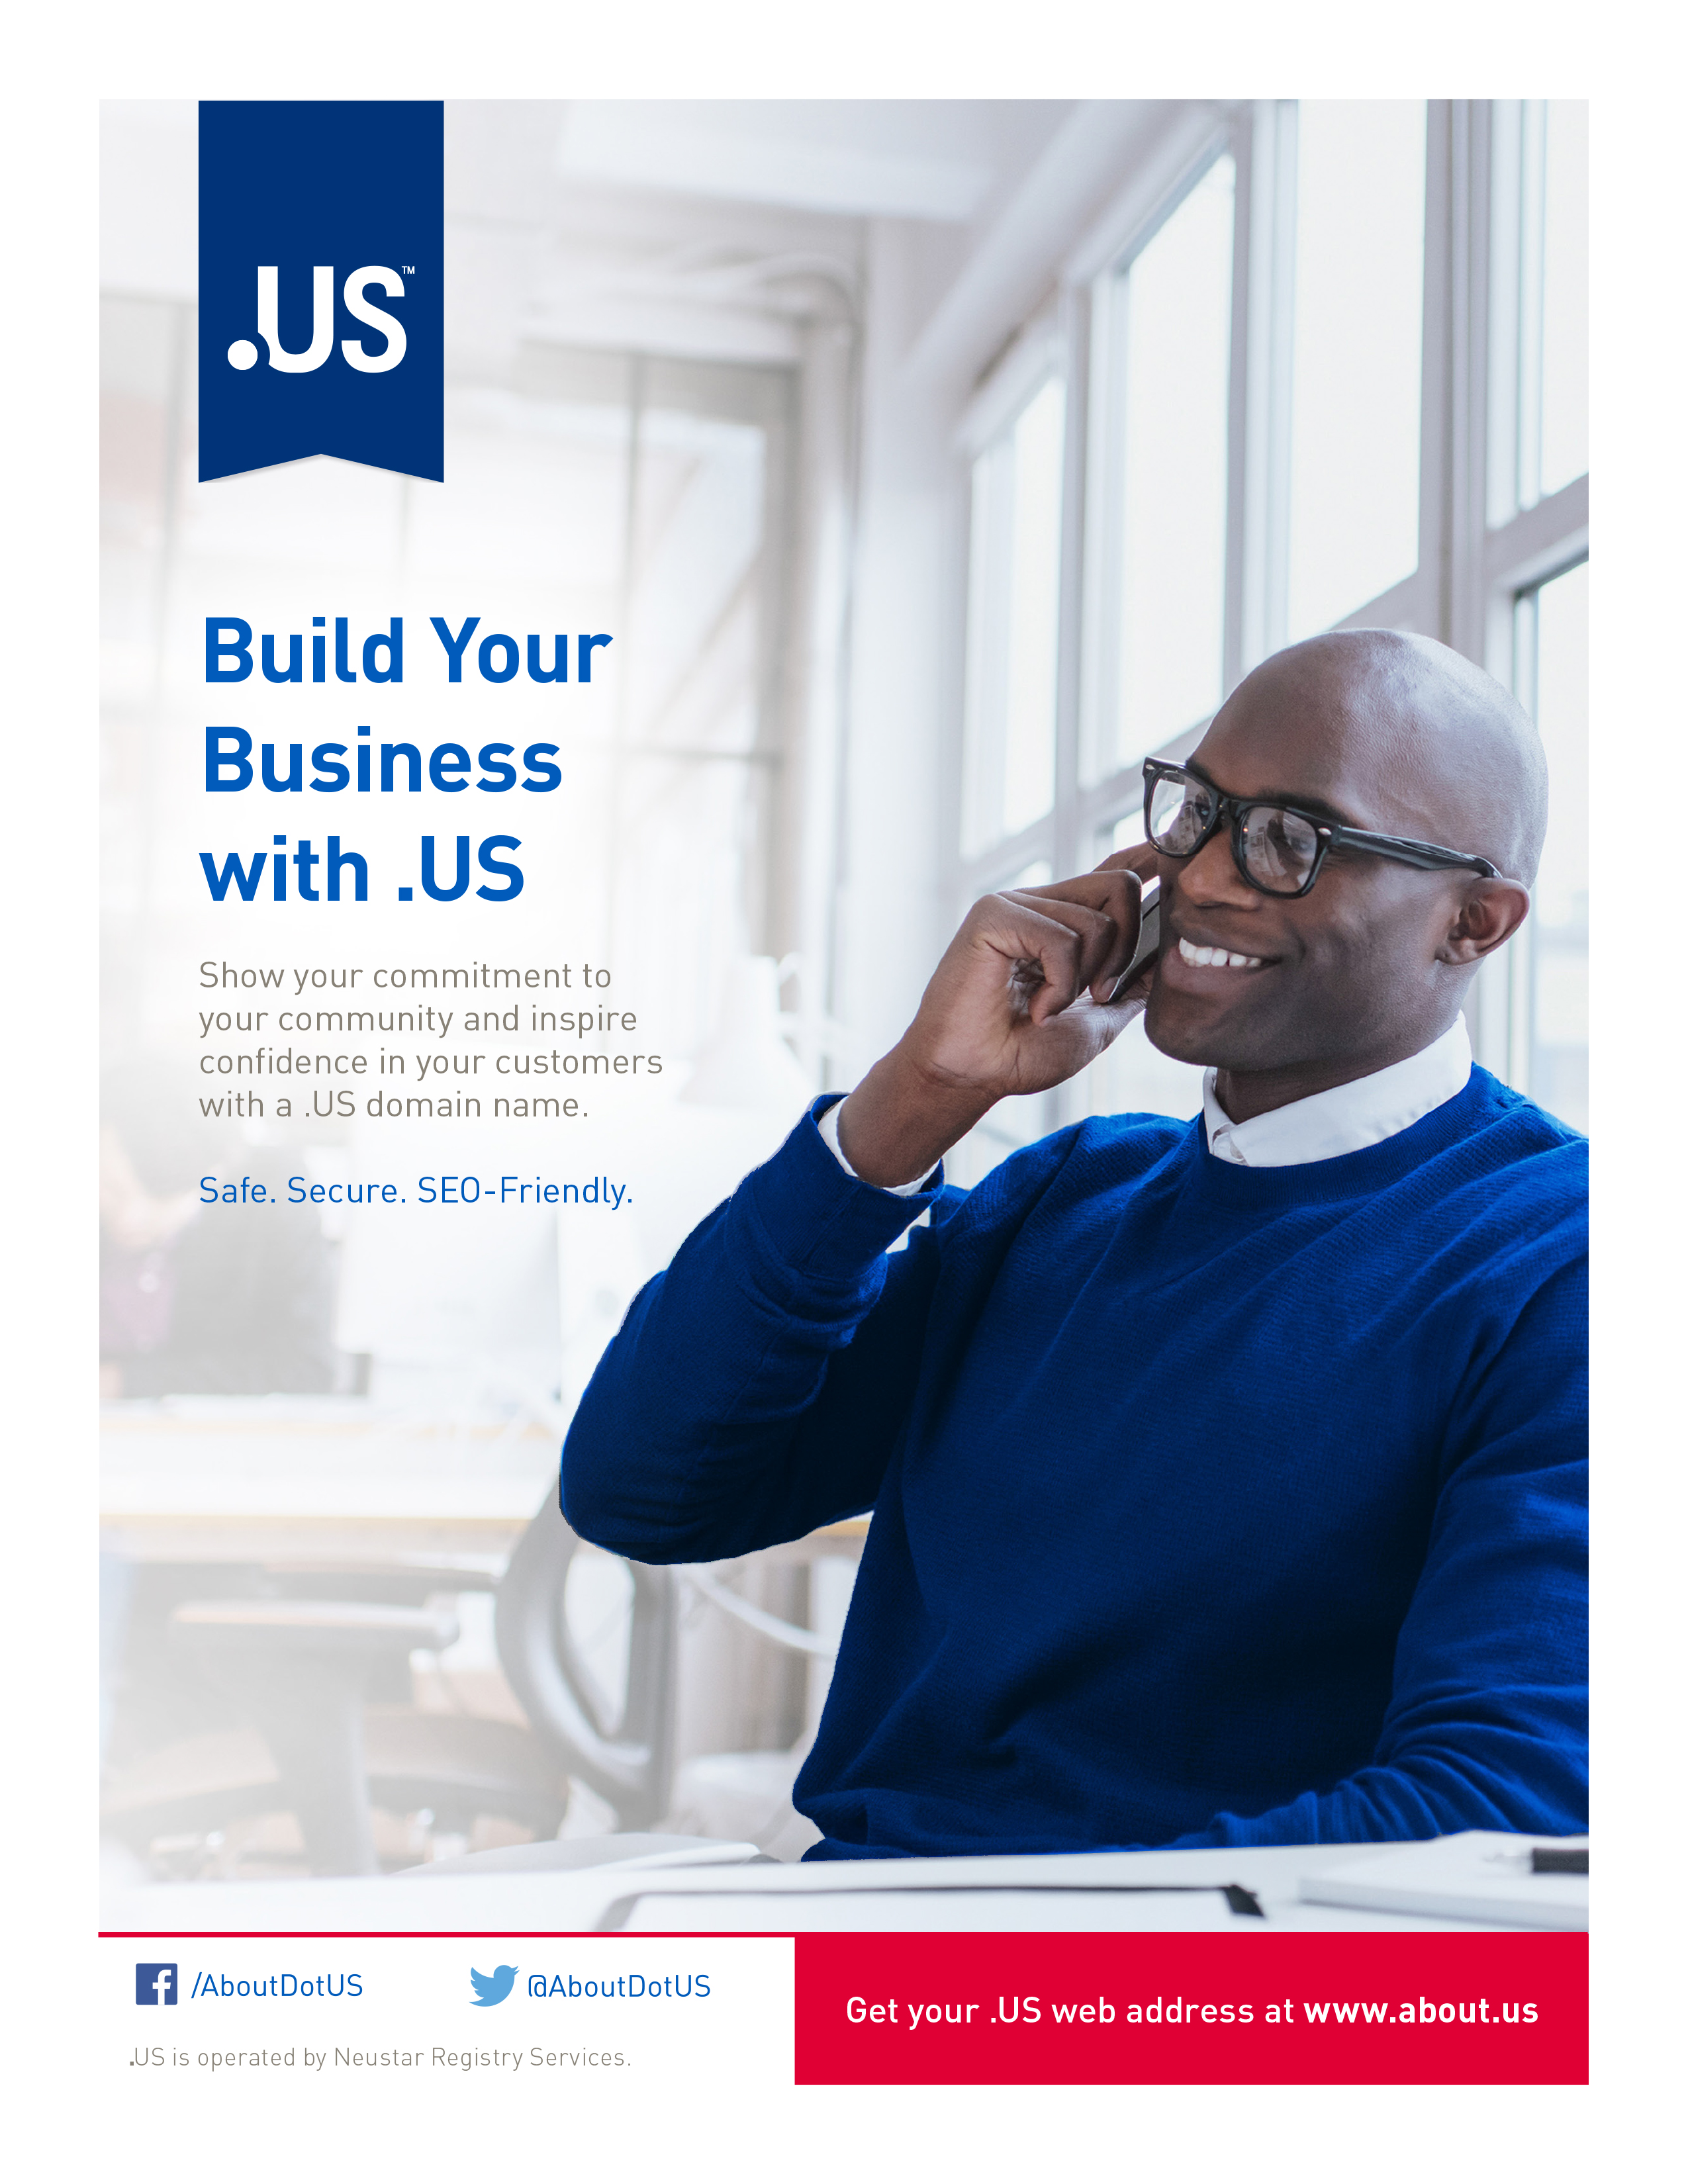 .US™
Build Your
Business
with .US
Show your commitment to
your community and inspire
confidence in your customers
with a .US domain name.
Safe. Secure. SEO-Friendly.
/AboutDotUS
@AboutDotUS
Get your .US web address at www.about.us
.US is operated by Neustar Registry Services.